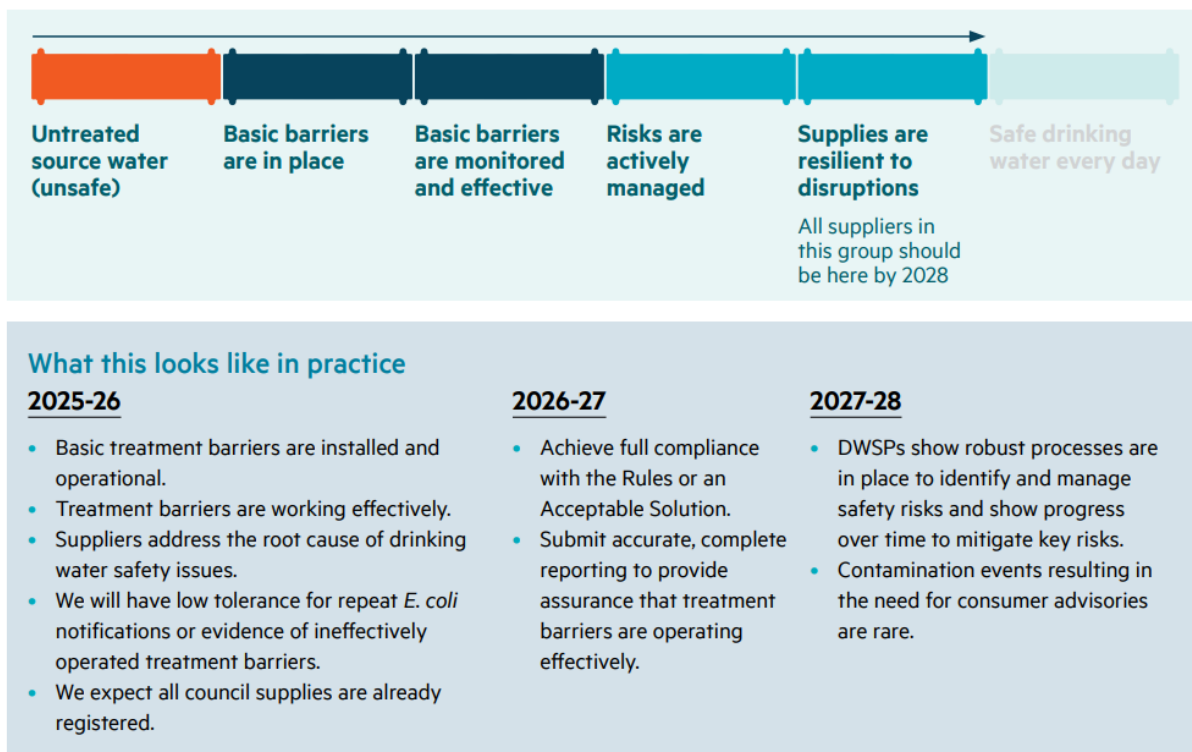 Untreated
source water
(unsafe)
Basic barriers
are in place
Basic barriers
are monitored
and effective
Risks are
actively
managed
Supplies are
resilient to
disruptions
All suppliers in
this group should
be here by 2028
Safe drinking
water every day
What this looks like in practice
2025-26
• Basic treatment barriers are installed and
operational.
• Treatment barriers are working effectively.
• Suppliers address the root cause of drinking
water safety issues.
• We will have low tolerance for repeat E. coli
notifications or evidence of ineffectively
operated treatment barriers.
• We expect all council supplies are already
registered.
2026-27
• Achieve full compliance
with the Rules or an
Acceptable Solution.
• Submit accurate, complete
reporting to provide
assurance that treatment
barriers are operating
effectively.
2027-28
• DWSPs show robust processes are
in place to identify and manage
safety risks and show progress
over time to mitigate key risks.
• Contamination events resulting in
the need for consumer advisories
are rare.